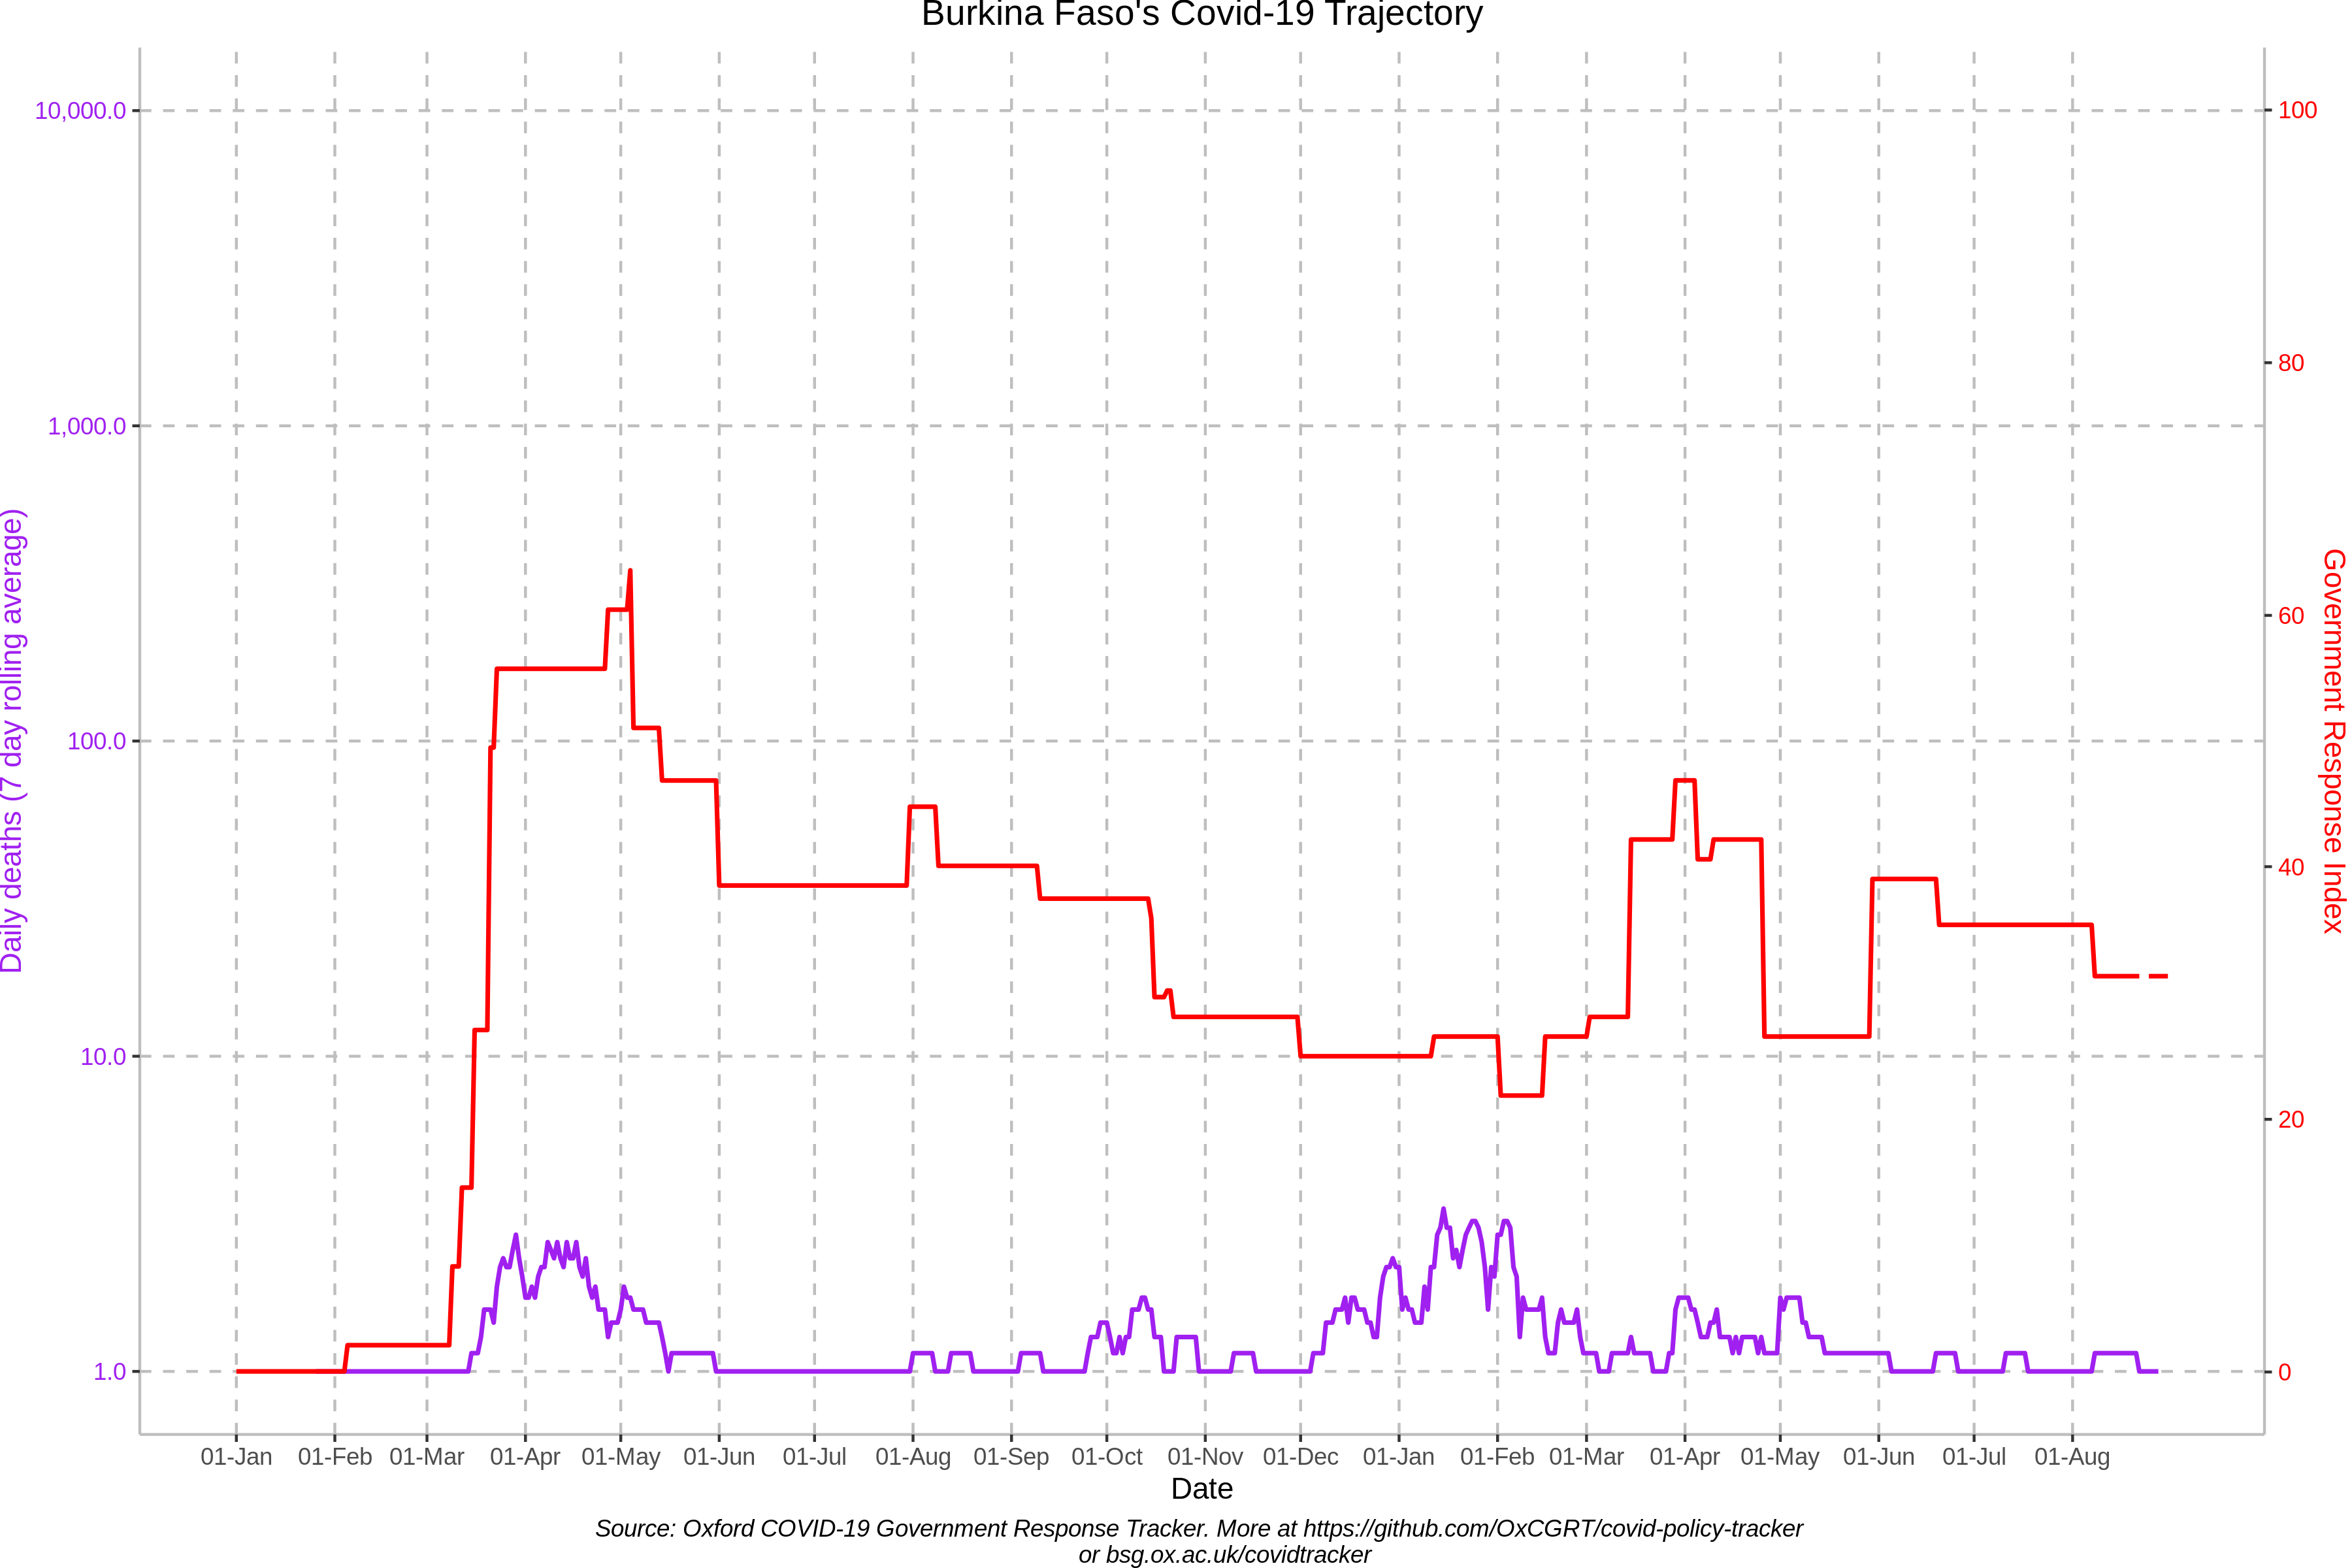 Burkina Faso's Covid-19 Trajectory
10,000.0
1,000.0
100.0
10.0
1.0
Daily deaths (7 day rolling average)
100
80
60
40
20
0
Government Response Index
01-Jan 01-Feb 01-Mar 01-Apr 01-May 01-Jun 01-Jul 01-Aug 01-Sep 01-Oct 01-Nov 01-Dec 01-Jan 01-Feb 01-Mar 01-Apr 01-May 01-Jun 01-Jul 01-Aug
Date
Source: Oxford COVID-19 Government Response Tracker. More at https://github.com/OxCGRT/covid-policy-tracker
or bsg.ox.ac.uk/covidtracker